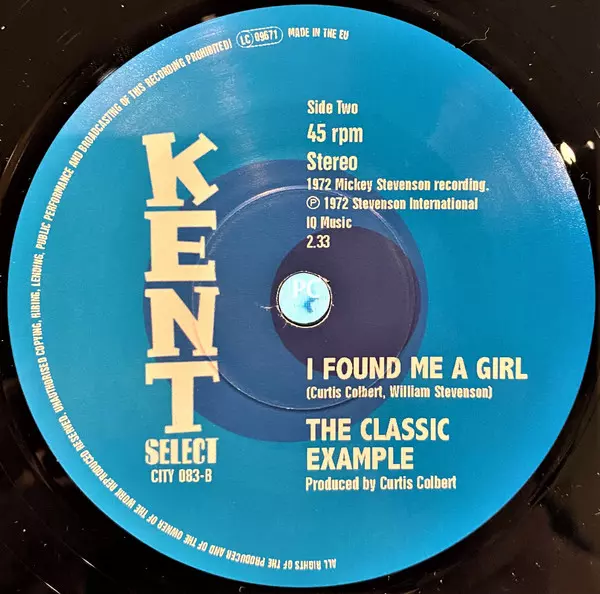 ALL RIGHTS OF THE PRODUCER AND OF THE OWNER OF THE WORK REPRODUCED RESERVED. UNAUTHORISED COPYING, HIRING, LENDING, PUBLIC PERFORMANCE AND BROADCASTING OF THIS RECORDING PROHIBITED! LC 09671 MADE IN THE EU
KENT
SELECT
CITY 083-B
Side Two
45 rpm
Stereo
1972 Mickey Stevenson recording.
℗ 1972 Stevenson International
IQ Music
2.33
I FOUND ME A GIRL
(Curtis Colbert, William Stevenson)
THE CLASSIC
EXAMPLE
Produced by Curtis Colbert